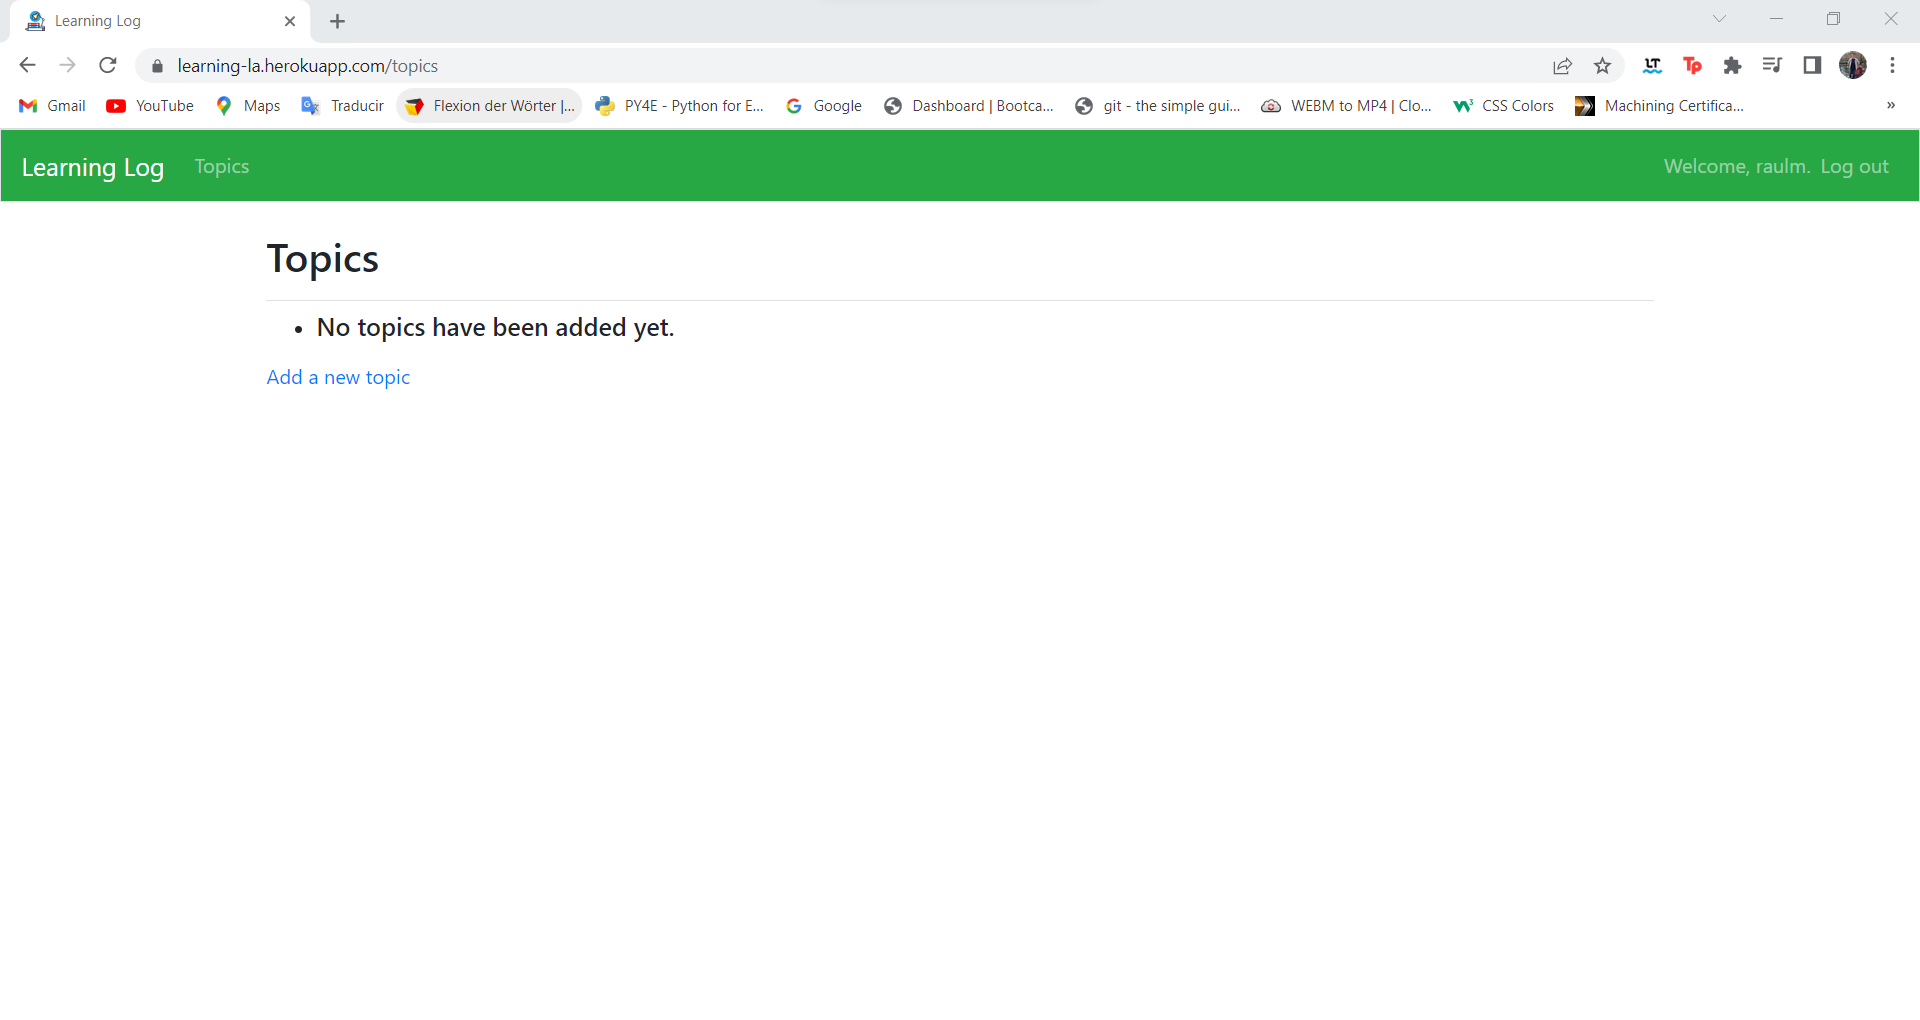 Learning Log
learning-la.herokuapp.com/topics
Gmail YouTube Maps Traducir Flexion der Wörter |... PY4E - Python for E... Google Dashboard | Bootca... git - the simple gui... WEBM to MP4 | Clo... CSS Colors Machining Certifica... »
Learning Log Topics Welcome, raulm. Log out
Topics
• No topics have been added yet.
Add a new topic